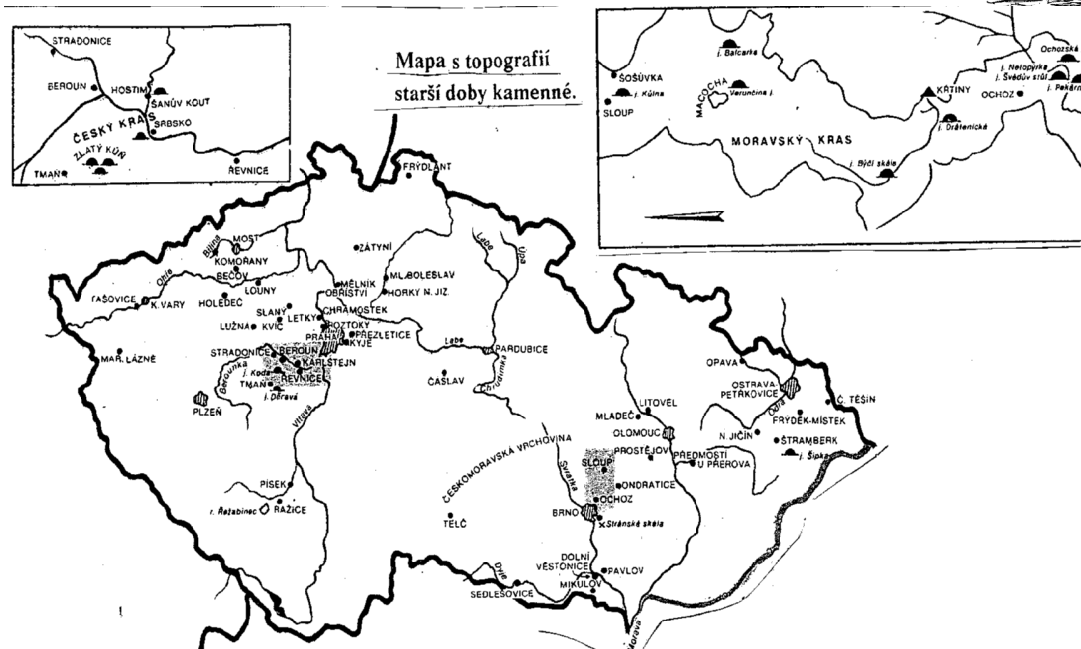 Mapa s topografií
starší doby kamenné.
STRADONICE
BEROUN
HOSTIM
ŠANŮV KOUT
SRBSKO
ČESKÝ KRAS
ZLATÝ KŮŇ
TMAŇ
ŘEVNICE
ŠOŠŮVKA
j. Kůlna
SLOUP
j. Balcarka
MACOCHA
Verunčina j.
MORAVSKÝ KRAS
j. Býčí skála
KŘTINY
j. Drátenická
OCHOZ
Ochozská
j. Netopýrka
j. Švédův stůl
j. Pekárn
FRÝDLANT
MOST
Bílina
KOMOŘANY
BEČOV
Ohře
LOUNY
TAŠOVICE
K.VARY
HOLEDEČ
ZÁTYNÍ
ML.BOLESLAV
HORKY N. JIZ.
MĚLNÍK
OBŘÍSTVÍ
SLANÝ
LETKY
CHRAMOSTEK
LUŽNÁ
KVÍC
ROZTOKY
PRAHA
PŘEZLETICE
KYJE
MAR. LÁZNĚ
STRADONICE
BEROUN
KARLŠTEJN
j. Koda
ŘEVNICE
TMAŇ
j. Děravá
Berounka
PLZEŇ
Vltava
Labe
Úpa
Labe
PARDUBICE
ČÁSLAV
PÍSEK
r. Řežabinec
RAŽICE
ČESKOMORAVSKÁ VRCHOVINA
TELČ
Svratka
LITOVEL
MLADEČ
OLOMOUC
PROSTĚJOV
PŘEDMOSTÍ
U PŘEROVA
SLOUP
ONDRATICE
OCHOZ
BRNO
Stránská skála
DOLNÍ
VĚSTONICE
PAVLOV
MIKULOV
Dyje
SEDLEŠOVICE
Morava
OPAVA
OSTRAVA-
PETŘKOVICE
Odra
Č. TĚŠÍN
FRÝDEK-MÍSTEK
N. JIČÍN
ŠTRAMBERK
j. Šipka